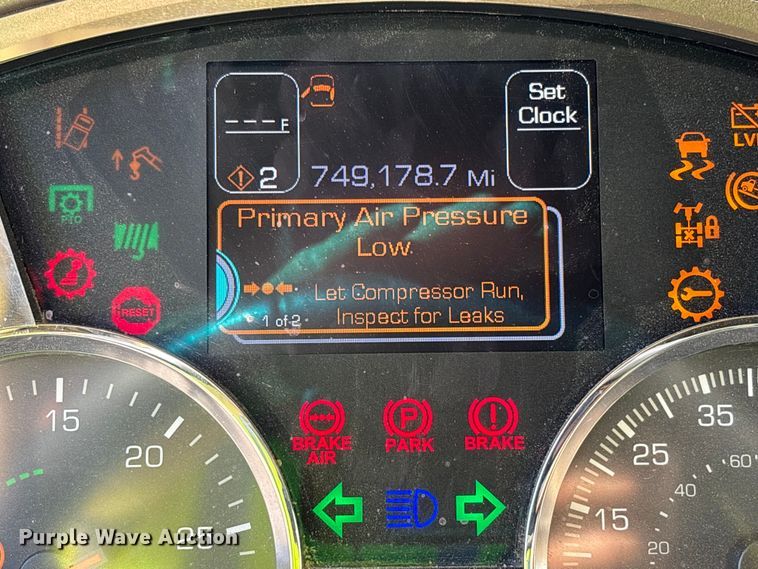 Set
Clock
LV
---F
2
749,178.7 Mi
PTO
Primary Air Pressure
Low
Let Compressor Run,
Inspect for Leaks
1 of 2
RESET
15
20
25
BRAKE
AIR
P
PARK
BRAKE
35
25
15
60
40
20
Purple Wave Auction